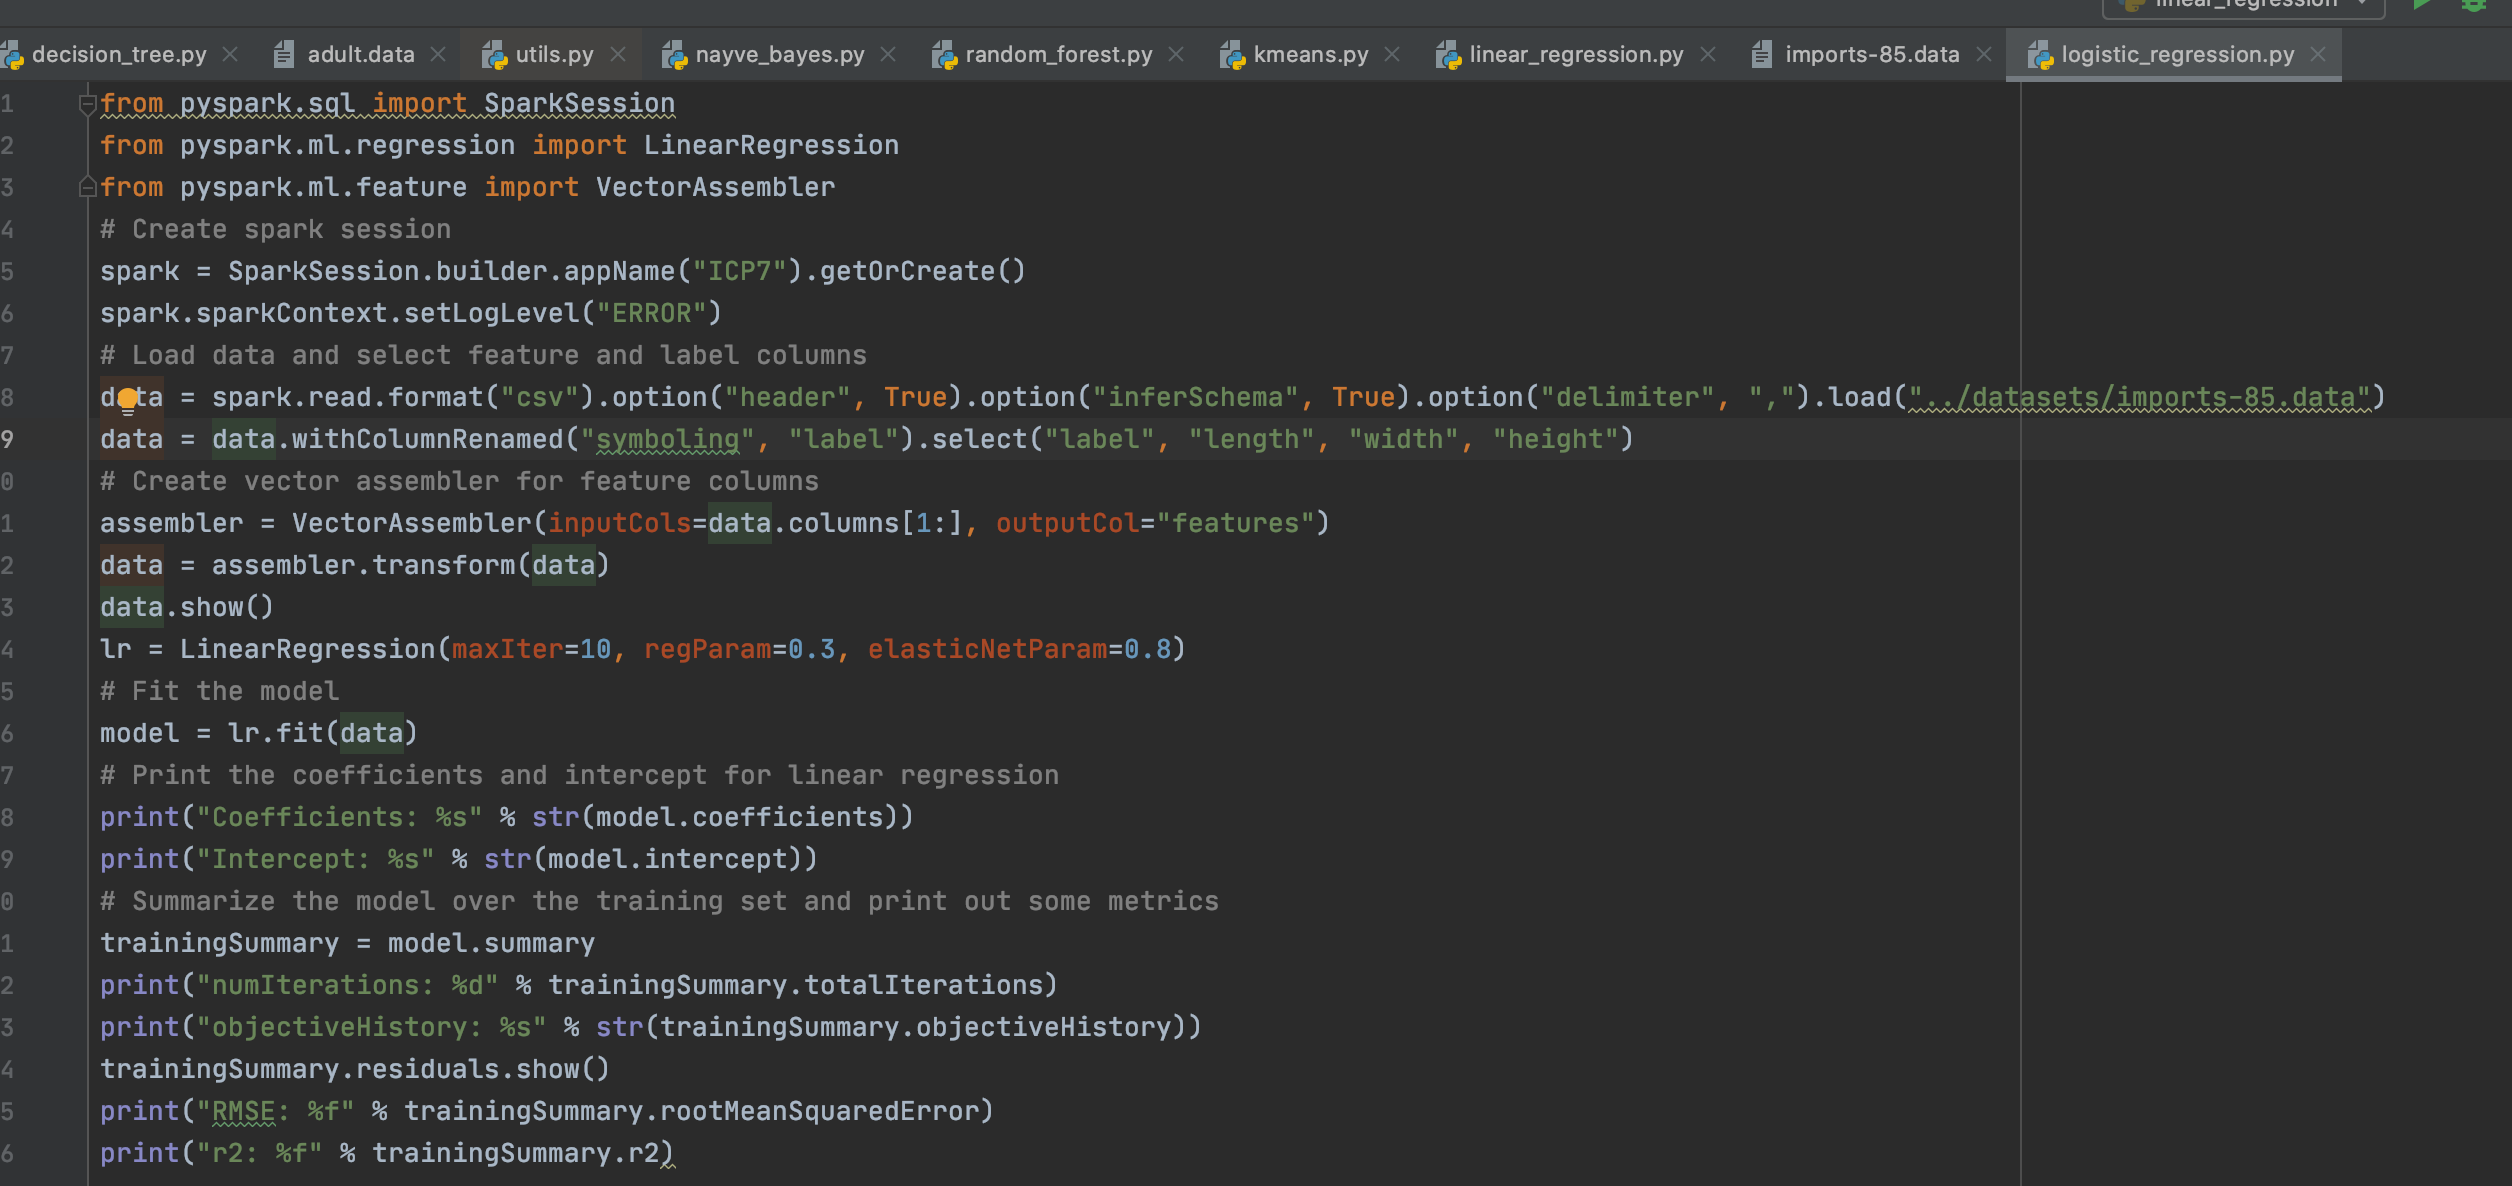 linear_regression
decision_tree.py adult.data utils.py nayve_bayes.py random_forest.py kmeans.py linear_regression.py imports-85.data logistic_regression.py
1 from pyspark.sql import SparkSession
2 from pyspark.ml.regression import LinearRegression
3 from pyspark.ml.feature import VectorAssembler
4 # Create spark session
5 spark = SparkSession.builder.appName("ICP7").getOrCreate()
6 spark.sparkContext.setLogLevel("ERROR")
7 # Load data and select feature and label columns
8 data = spark.read.format("csv").option("header", True).option("inferSchema", True).option("delimiter", ",").load("../datasets/imports-85.data")
9 data = data.withColumnRenamed("symboling", "label").select("label", "length", "width", "height")
0 # Create vector assembler for feature columns
1 assembler = VectorAssembler(inputCols=data.columns[1:], outputCol="features")
2 data = assembler.transform(data)
3 data.show()
4 lr = LinearRegression(maxIter=10, regParam=0.3, elasticNetParam=0.8)
5 # Fit the model
6 model = lr.fit(data)
7 # Print the coefficients and intercept for linear regression
8 print("Coefficients: %s" % str(model.coefficients))
9 print("Intercept: %s" % str(model.intercept))
0 # Summarize the model over the training set and print out some metrics
1 trainingSummary = model.summary
2 print("numIterations: %d" % trainingSummary.totalIterations)
3 print("objectiveHistory: %s" % str(trainingSummary.objectiveHistory))
4 trainingSummary.residuals.show()
5 print("RMSE: %f" % trainingSummary.rootMeanSquaredError)
6 print("r2: %f" % trainingSummary.r2)